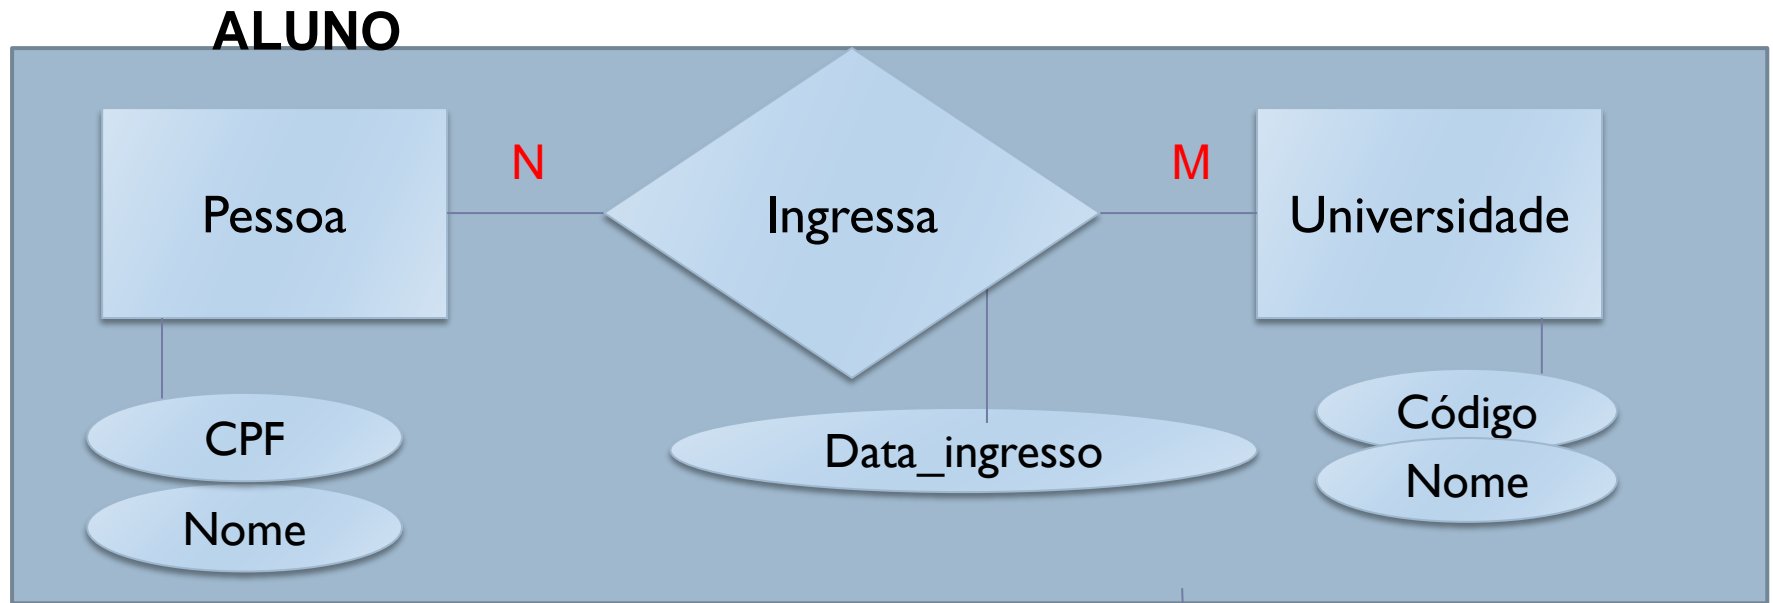 ALUNO
Pessoa
N
Ingressa
M
Universidade
CPF
Nome
Data_ingresso
Código
Nome